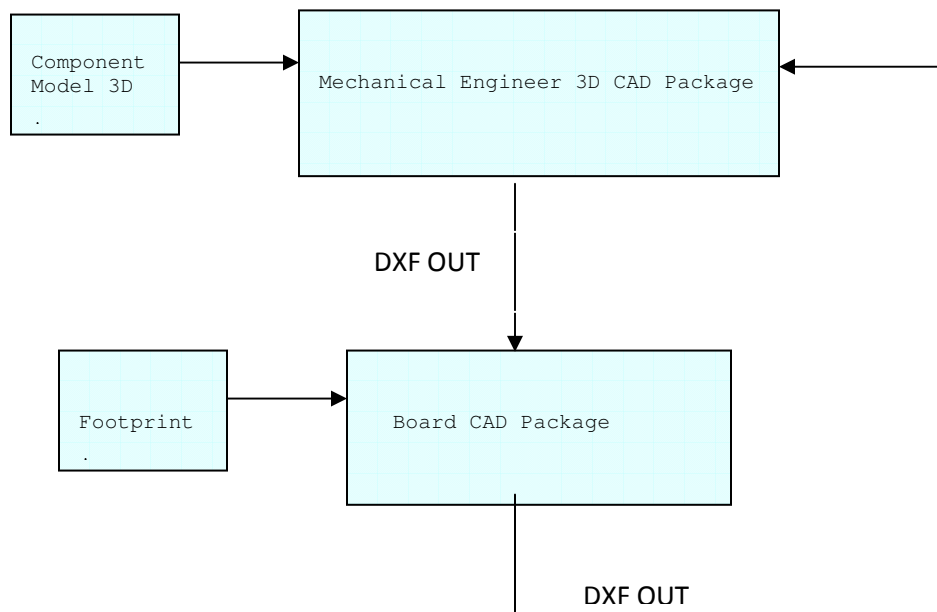 Component
Model 3D
.
Mechanical Engineer 3D CAD Package
DXF OUT
Footprint
.
Board CAD Package
DXF OUT